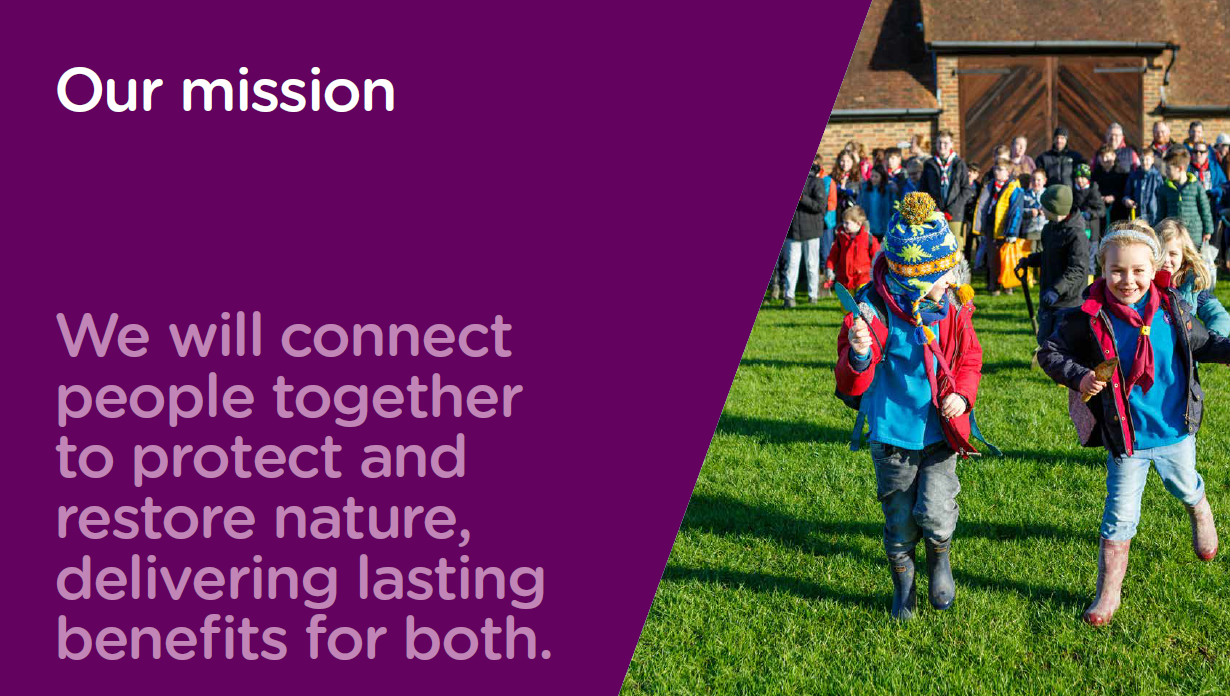 Our mission
We will connect
people together
to protect and
restore nature,
delivering lasting
benefits for both.